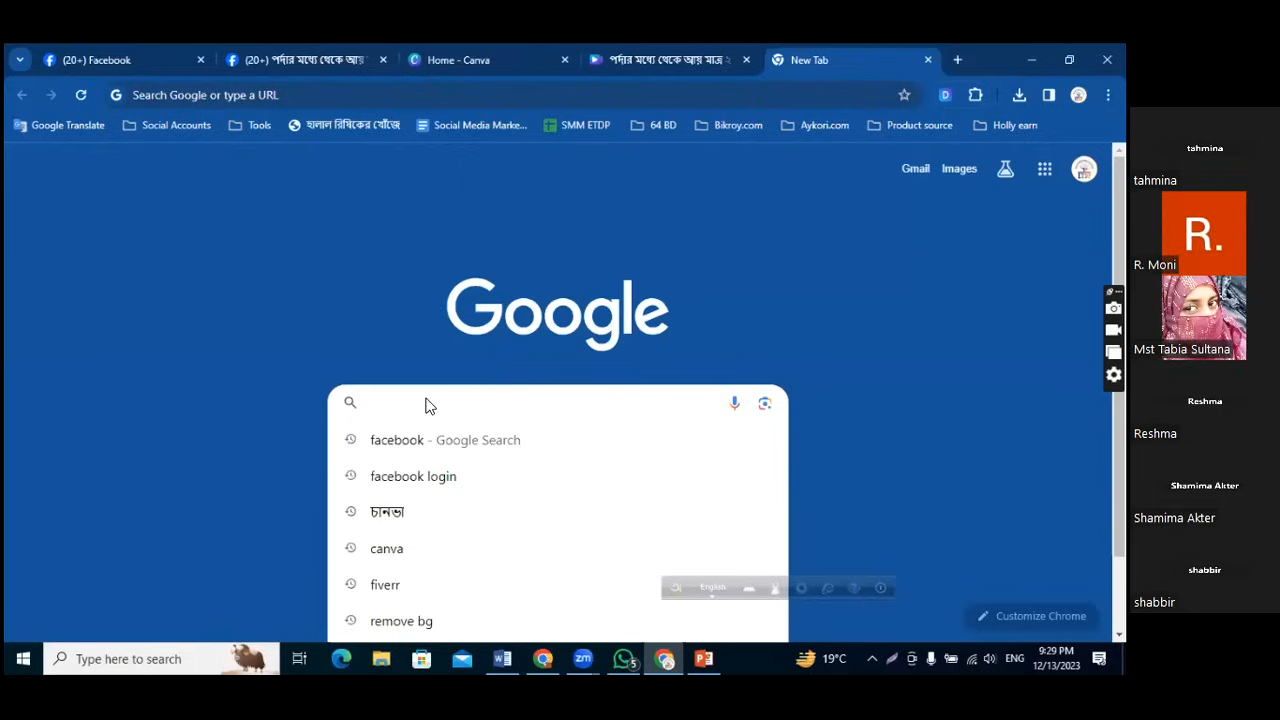 (20+) Facebook
(20+) পর্দার মধ্যে থেকে আয়
Home - Canva
পর্দার মধ্যে থেকে আয় মাত্র
New Tab
Search Google or type a URL
Google Translate
Social Accounts
Tools
হালাল রিযিকের খোঁজে
Social Media Marke...
SMM ETDP
64 BD
Bikroy.com
Aykori.com
Product source
Holly earn
Gmail
Images
Google
facebook - Google Search
facebook login
চানভা
canva
fiverr
remove bg
English
Customize Chrome
Type here to search
19°C
ENG
9:29 PM
12/13/2023
tahmina
tahmina
R.
R. Moni
Mst Tabia Sultana
Reshma
Reshma
Shamima Akter
Shamima Akter
shabbir
shabbir